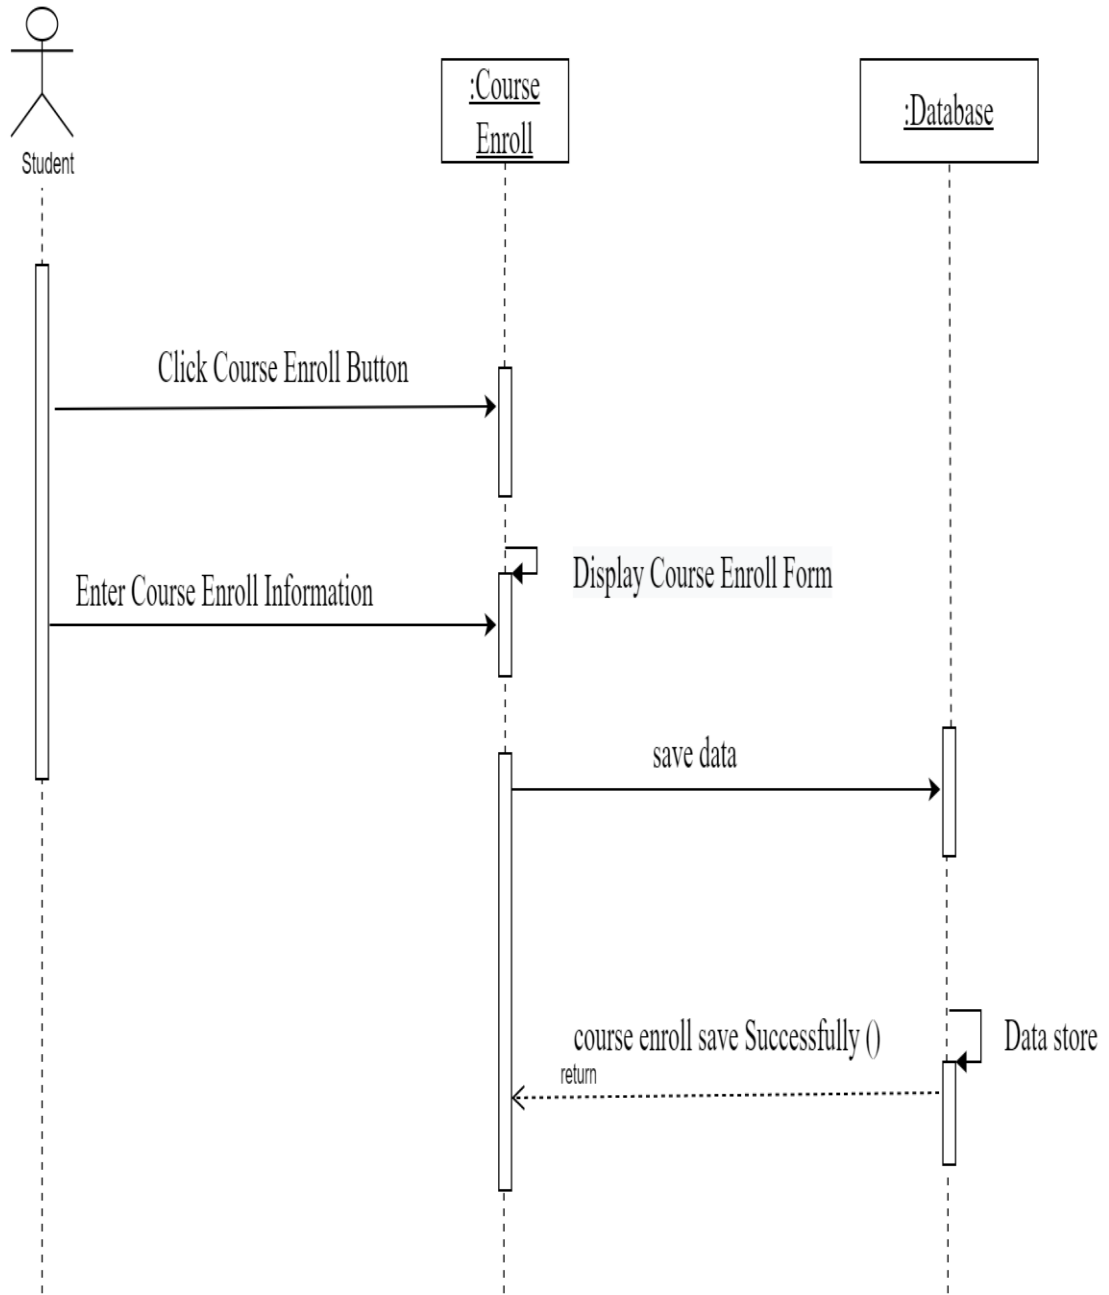 :Course
Enroll
:Database
Student
Click Course Enroll Button
Display Course Enroll Form
Enter Course Enroll Information
save data
course enroll save Successfully ()
Data store
return